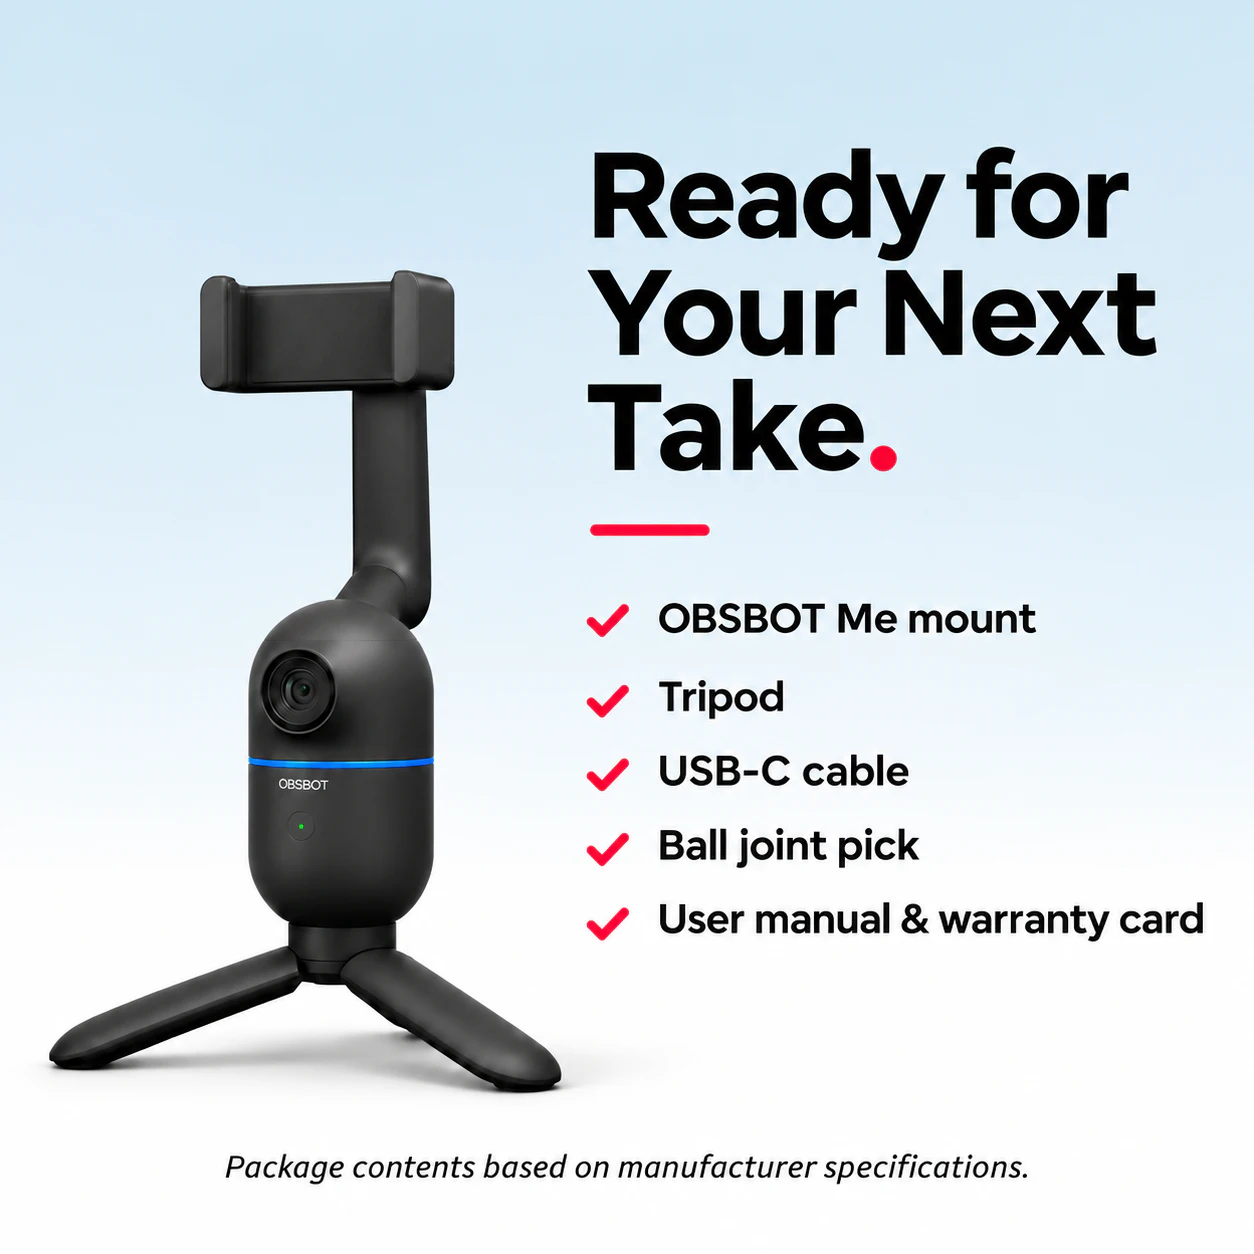 Ready for
Your Next
Take.
OBSBOT Me mount
Tripod
USB-C cable
Ball joint pick
User manual & warranty card
OBSBOT
Package contents based on manufacturer specifications.